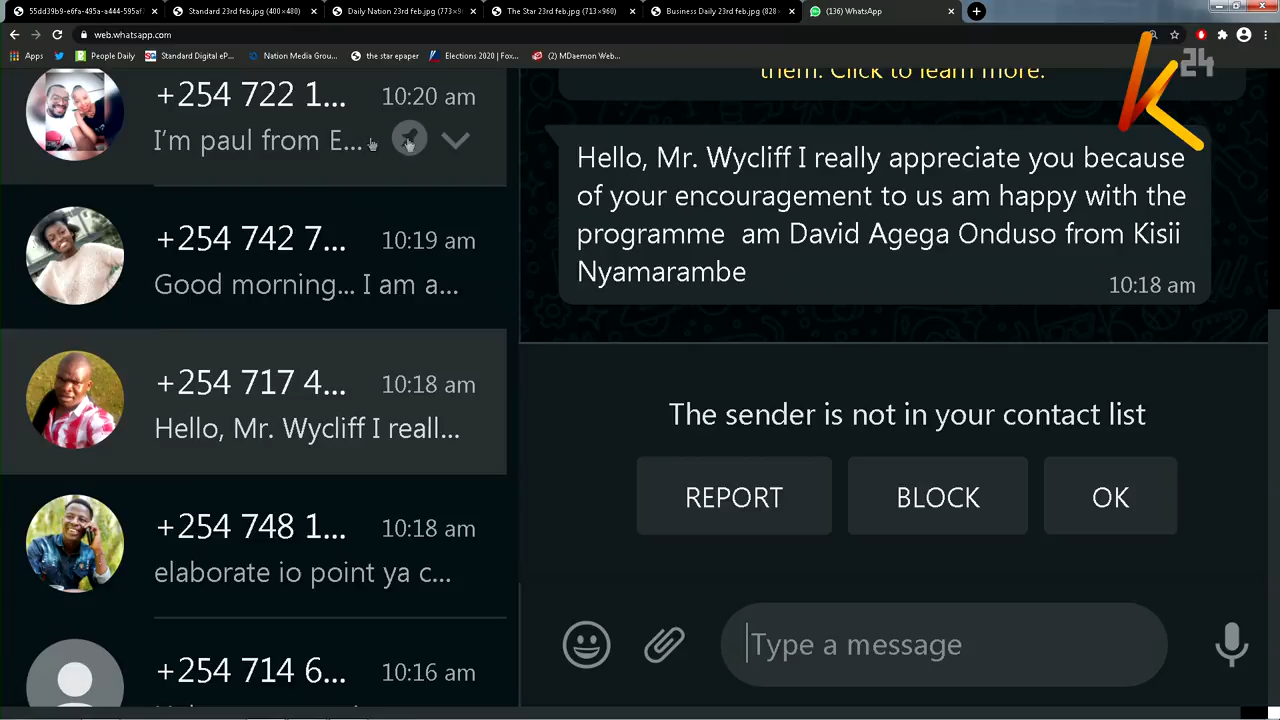 55dd39b9-e6fa-495a-a444-595af
Standard 23rd feb.jpg (400×480)
Daily Nation 23rd feb.jpg (773×9
The Star 23rd feb.jpg (713×960)
Business Daily 23rd feb.jpg (828×
(136) WhatsApp
web.whatsapp.com
Apps
People Daily
Standard Digital eP...
Nation Media Grou...
the star epaper
Elections 2020 | Fox...
(2) MDaemon Web...
K24
+254 722 1...
10:20 am
I'm paul from E...
+254 742 7...
10:19 am
Good morning... I am a...
+254 717 4...
10:18 am
Hello, Mr. Wycliff I reall...
+254 748 1...
10:18 am
elaborate io point ya c...
+254 714 6...
10:16 am
them. Click to learn more.
Hello, Mr. Wycliff I really appreciate you because
of your encouragement to us am happy with the
programme am David Agega Onduso from Kisii
Nyamarambe
10:18 am
The sender is not in your contact list
REPORT
BLOCK
OK
Type a message